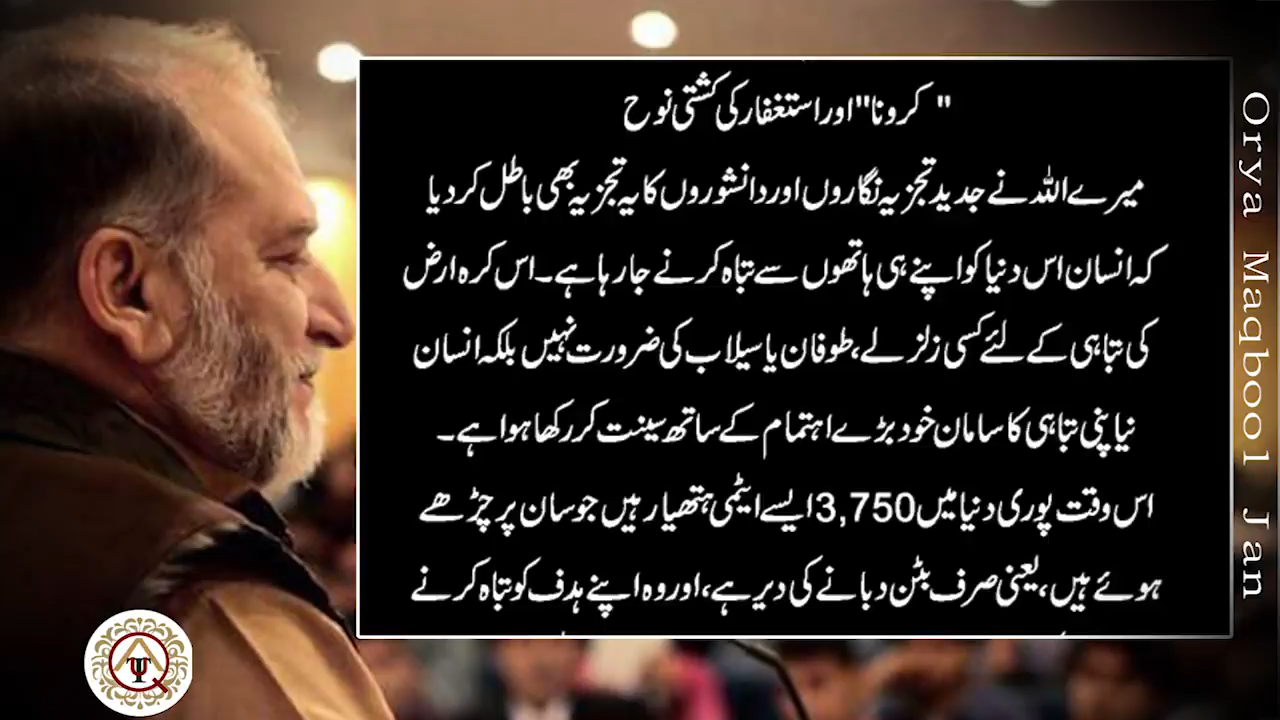 " کرونا" اور استغفار کی کشتی نوح
میرے اللہ نے جدید تجزیہ نگاروں اور دانشوروں کا یہ تجزیہ بھی باطل کر دیا
کہ انسان اس دنیا کو اپنے ہی ہاتھوں سے تباہ کرنے جا رہا ہے۔ اس کرہ ارض
کی تباہی کے لئے کسی زلزلے، طوفان یا سیلاب کی ضرورت نہیں بلکہ انسان
نیاپنی تباہی کا سامان خود بڑے اہتمام کے ساتھ سینت کر رکھا ہوا ہے۔
اس وقت پوری دنیا میں 3,750 ایسے ایٹمی ہتھیار ہیں جو سان پر چڑھے
ہوئے ہیں، یعنی صرف بٹن دبانے کی دیر ہے، اور وہ اپنے ہدف کو تباہ کرنے
Orya Maqbool Jan